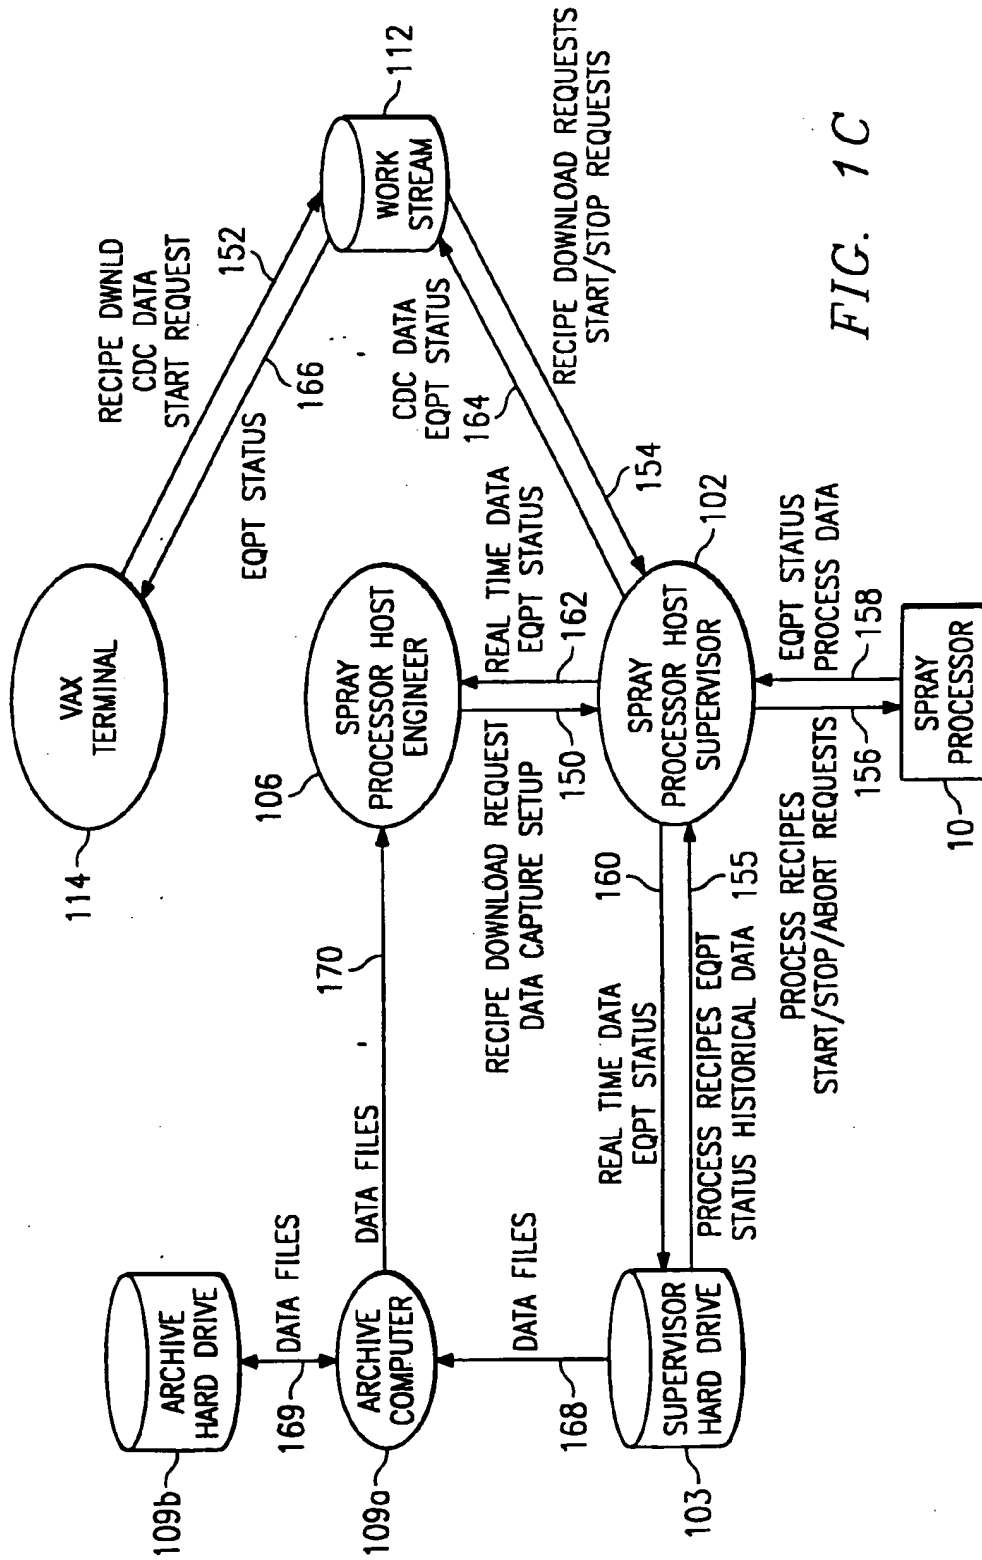 114
VAX
TERMINAL
RECIPE DWNLD
CDC DATA
START REQUEST
152
166
EQPT STATUS
112
WORK
STREAM
109b
ARCHIVE
HARD DRIVE
169
DATA FILES
109a
ARCHIVE
COMPUTER
DATA FILES
170
106
SPRAY
PROCESSOR HOST
ENGINEER
RECIPE DOWNLOAD REQUEST
DATA CAPTURE SETUP
150
162
REAL TIME DATA
EQPT STATUS
CDC DATA
EQPT STATUS
164
154
RECIPE DOWNLOAD REQUESTS
START/STOP REQUESTS
168
DATA FILES
103
SUPERVISOR
HARD DRIVE
REAL TIME DATA
EQPT STATUS
160
PROCESS RECIPES EQPT
STATUS HISTORICAL DATA
155
SPRAY
PROCESSOR HOST
SUPERVISOR
102
PROCESS RECIPES
START/STOP/ABORT REQUESTS
156
158
EQPT STATUS
PROCESS DATA
10
SPRAY
PROCESSOR
FIG. 1C